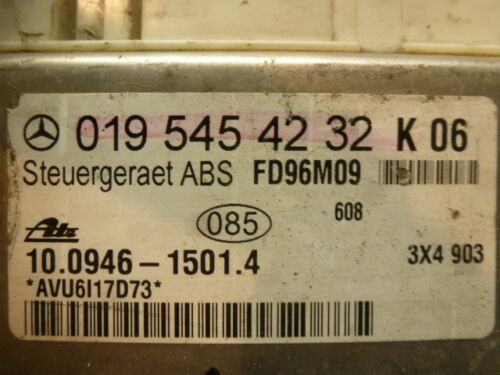 019 545 42 32 K 06
Steuergeraet ABS FD96M09
085 608
Ate
10.0946-1501.4 3X4 903
*AVU6I17D73*